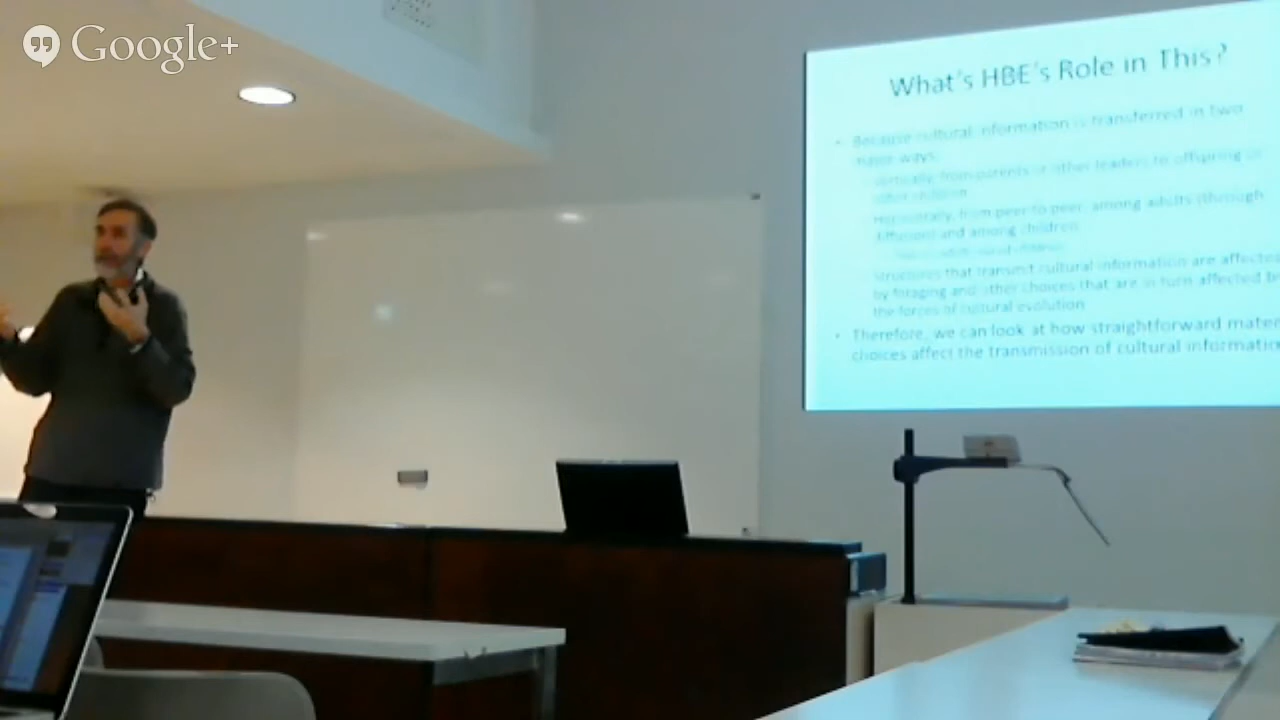 Google+
What's HBE's Role in This?
• Because cultural information is transferred in two
major ways:
Vertically, from parents or other leaders to offspring or
other children
Horizontally, from peer to peer, among adults (through
diffusion) and among children
Structures that transmit cultural information are affected
by foraging and other choices that are in turn affected
the forces of cultural evolution
• Therefore, we can look at how straightforward
choices affect the transmission of cultural